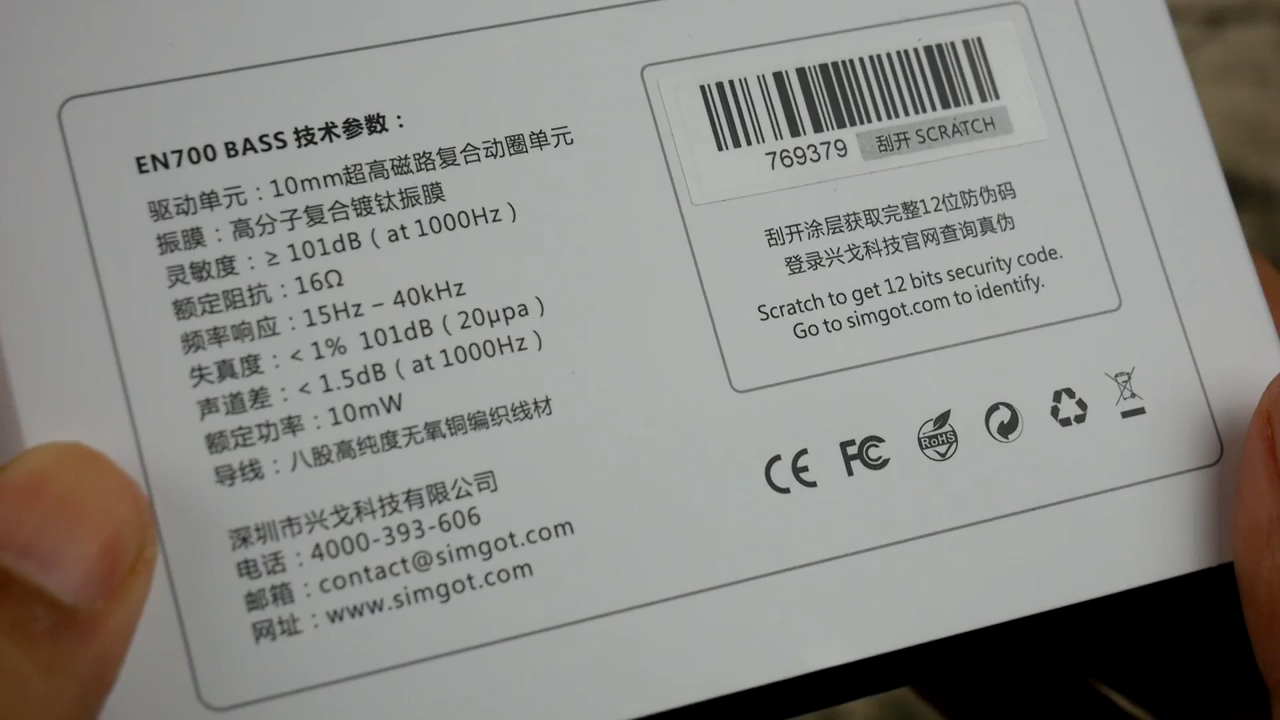 EN700 BASS 技术参数：
驱动单元：10mm超高磁路复合动圈单元
振膜：高分子复合镀钛振膜
灵敏度：≥ 101dB（at 1000Hz）
额定阻抗：16Ω
频率响应：15Hz – 40kHz
失真度：< 1% 101dB（20μpa）
声道差：< 1.5dB（at 1000Hz）
额定功率：10mW
导线：八股高纯度无氧铜编织线材
深圳市兴戈科技有限公司
电话：4000-393-606
邮箱：contact@simgot.com
网址：www.simgot.com
769379 刮开 SCRATCH
刮开涂层获取完整12位防伪码
登录兴戈科技官网查询真伪
Scratch to get 12 bits security code.
Go to simgot.com to identify.
CE FC RoHS